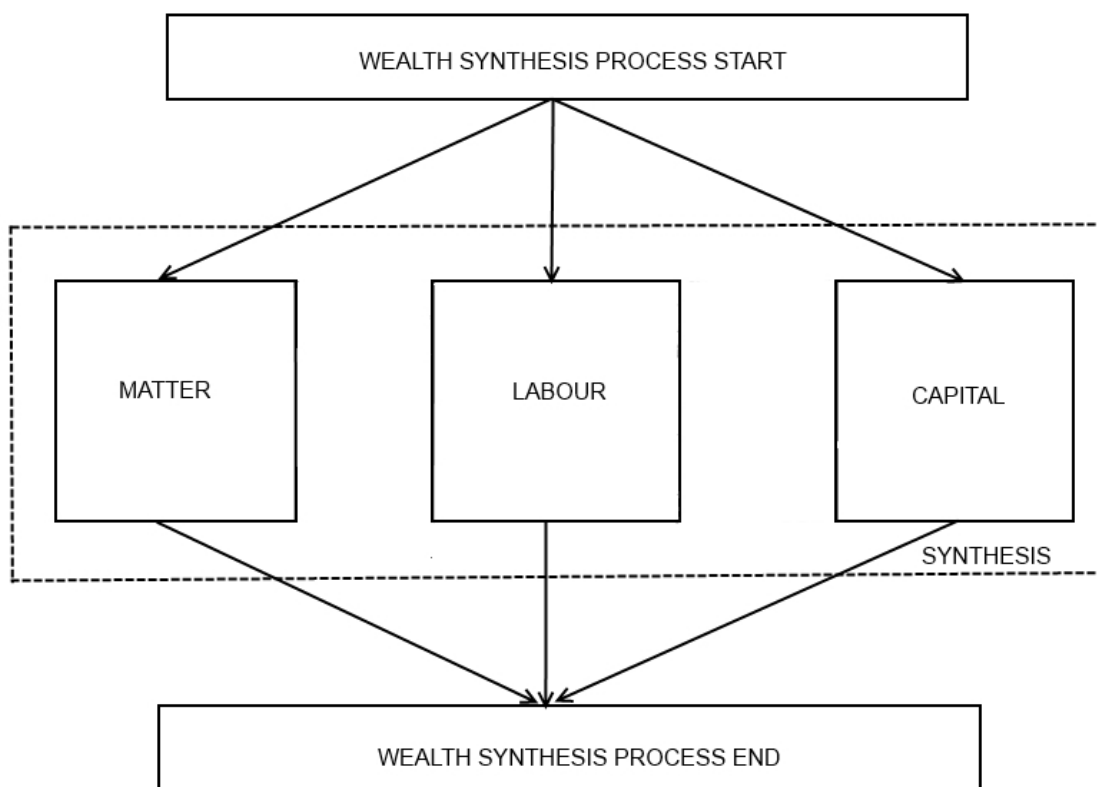 WEALTH SYNTHESIS PROCESS START
MATTER
LABOUR
CAPITAL
SYNTHESIS
WEALTH SYNTHESIS PROCESS END